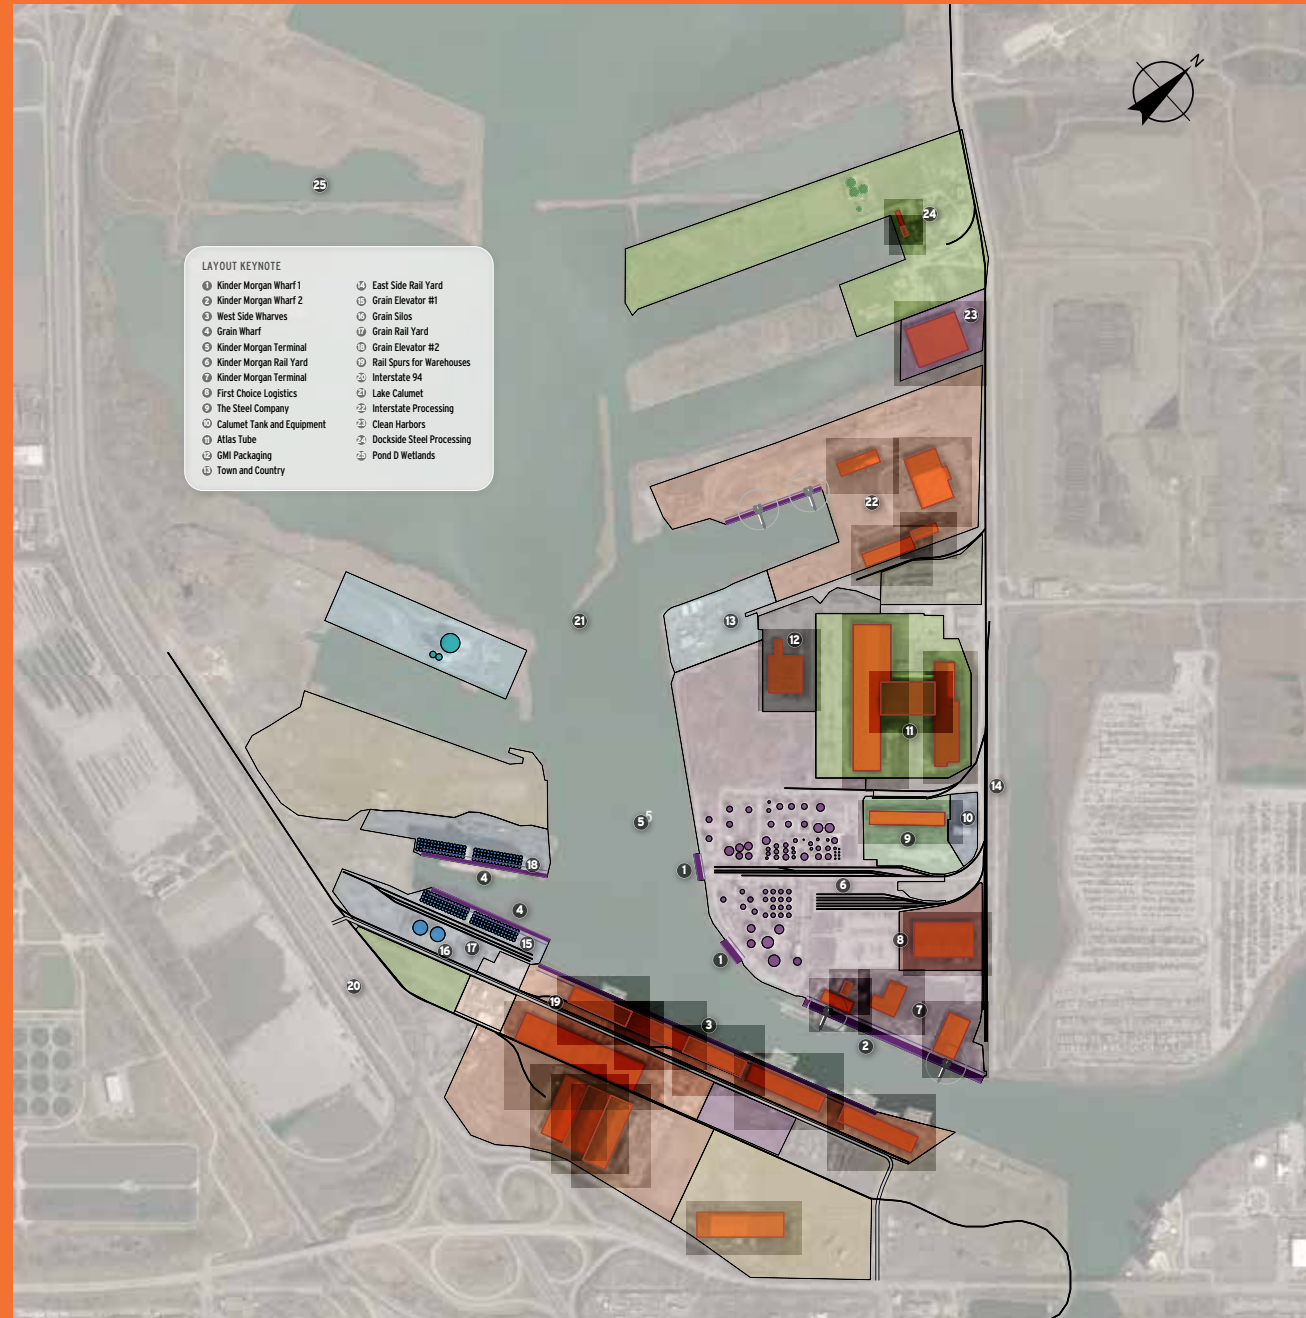 N
25
24
LAYOUT KEYNOTE
1 Kinder Morgan Wharf 1
2 Kinder Morgan Wharf 2
3 West Side Wharves
4 Grain Wharf
5 Kinder Morgan Terminal
6 Kinder Morgan Rail Yard
7 Kinder Morgan Terminal
8 First Choice Logistics
9 The Steel Company
10 Calumet Tank and Equipment
11 Atlas Tube
12 GMI Packaging
13 Town and Country
14 East Side Rail Yard
15 Grain Elevator #1
16 Grain Silos
17 Grain Rail Yard
18 Grain Elevator #2
19 Rail Spurs for Warehouses
20 Interstate 94
21 Lake Calumet
22 Interstate Processing
23 Clean Harbors
24 Dockside Steel Processing
25 Pond D Wetlands
23
22
21
13
12
11
14
5
5
10
9
18
1
4
6
4
8
15
17
16
1
20
19
7
3
2